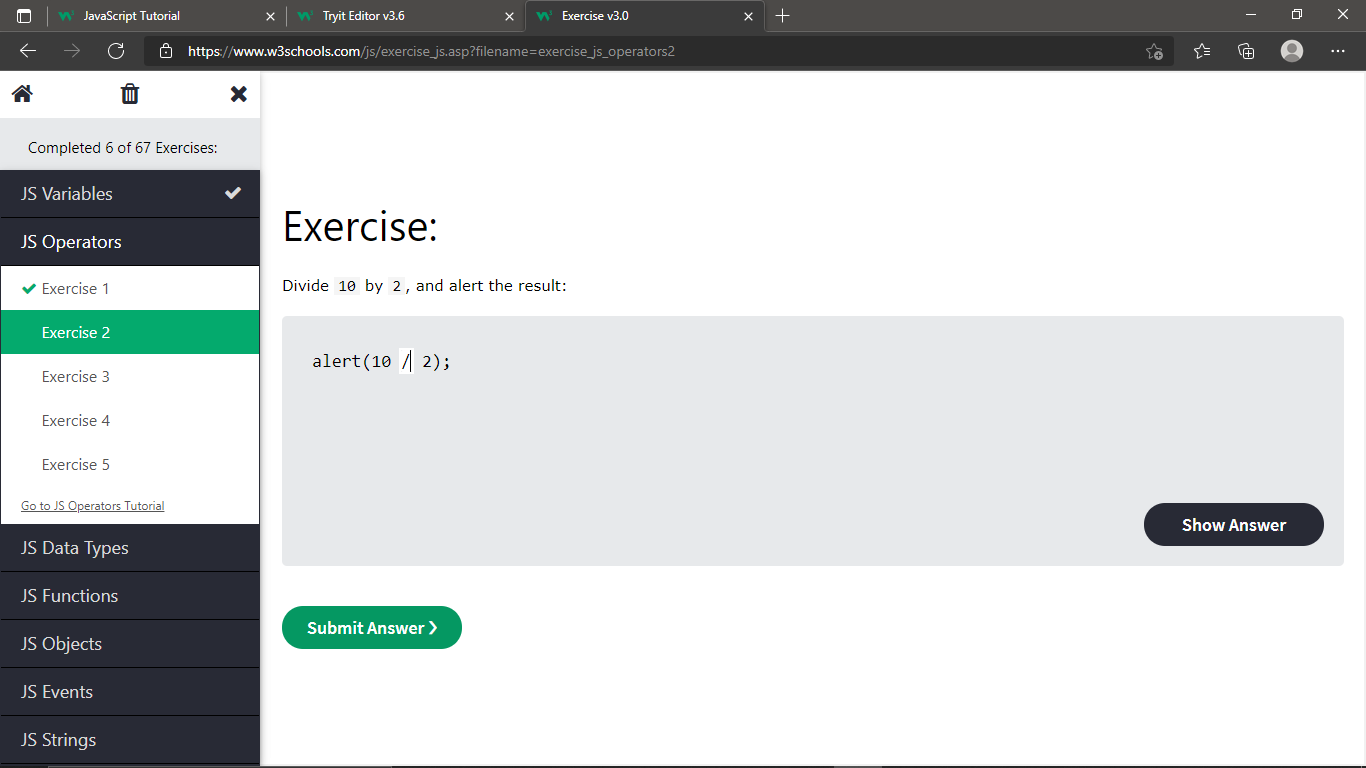 JavaScript Tutorial
Tryit Editor v3.6
Exercise v3.0
https://www.w3schools.com/js/exercise_js.asp?filename=exercise_js_operators2
Completed 6 of 67 Exercises:
JS Variables
JS Operators
Exercise 1
Exercise 2
Exercise 3
Exercise 4
Exercise 5
Go to JS Operators Tutorial
JS Data Types
JS Functions
JS Objects
JS Events
JS Strings
Exercise:
Divide 10 by 2, and alert the result:
alert(10 / 2);
Show Answer
Submit Answer ❯